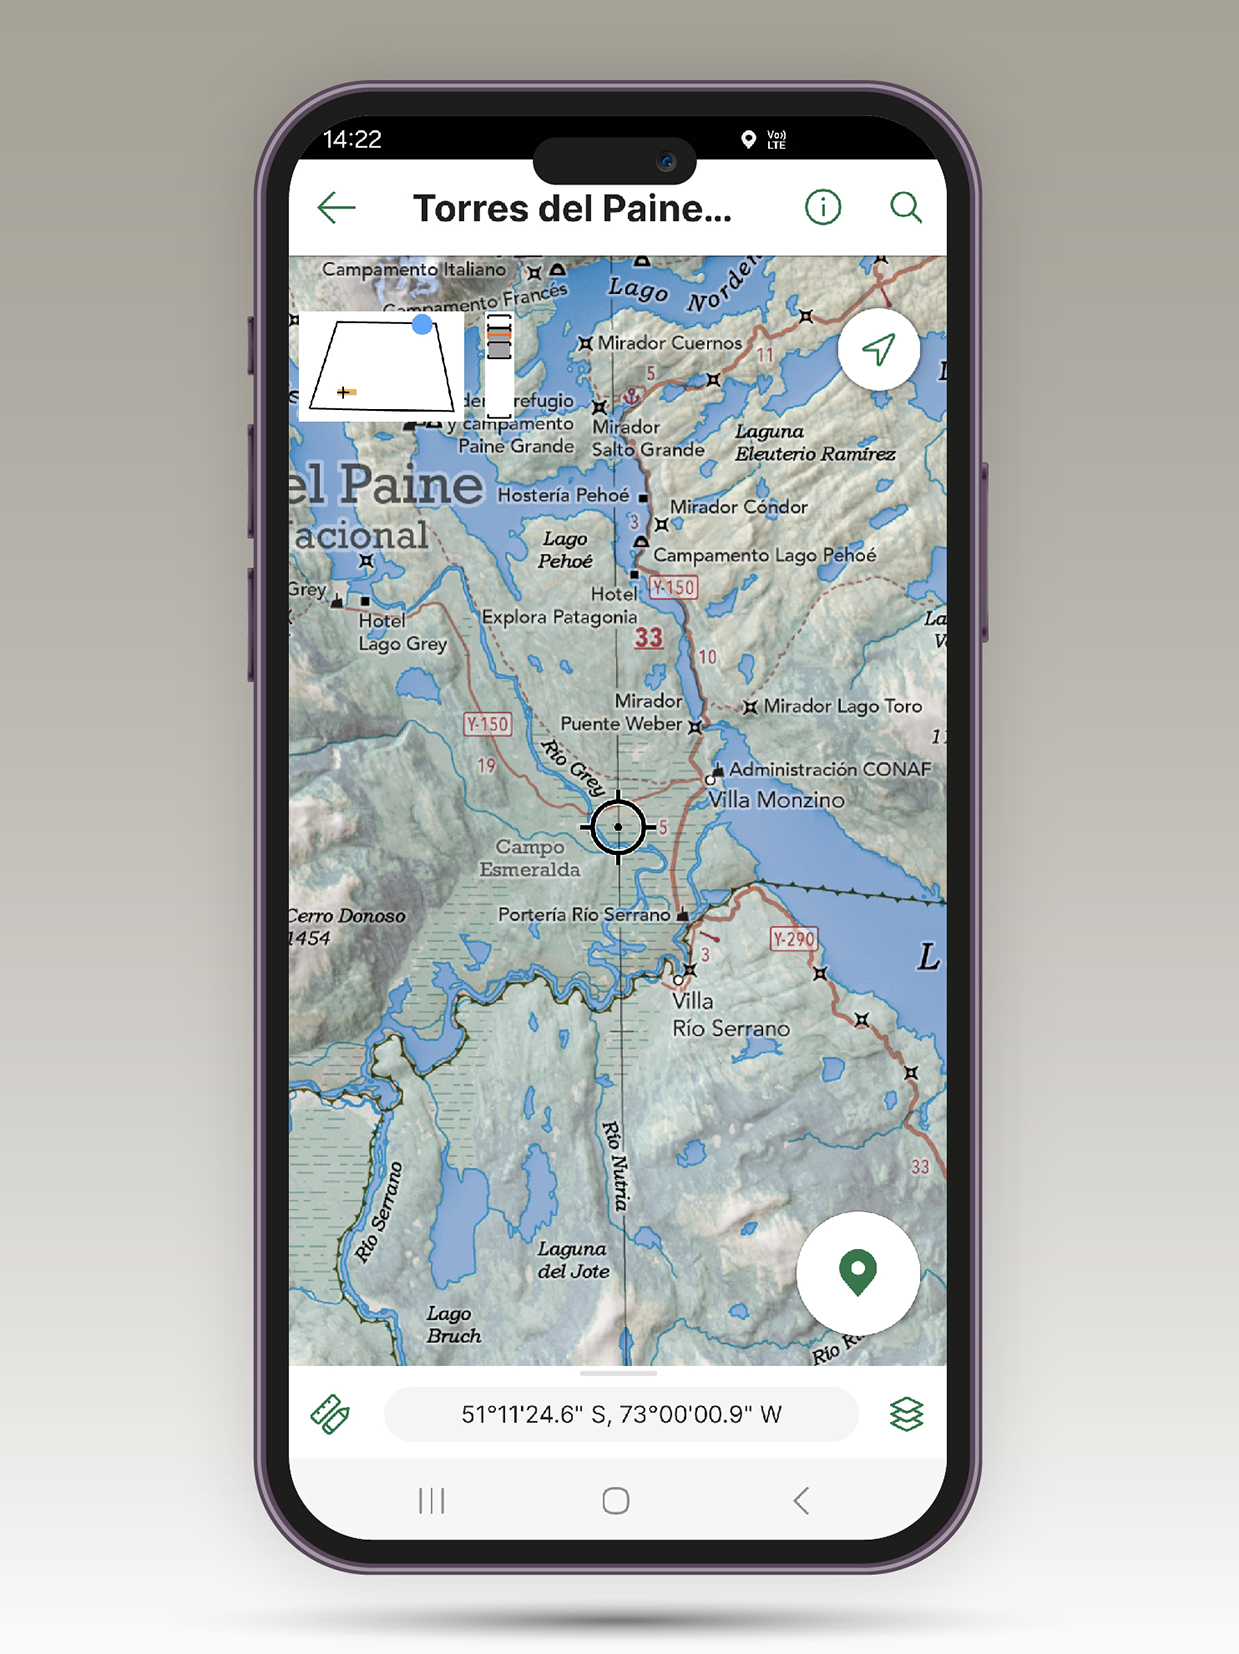 14:22
Vo)) LTE
Torres del Paine...
Campamento Italiano
Campamento Francés
Lago Norden
Mirador Cuernos
11
5
refugio
y campamento
Paine Grande
Mirador
Salto Grande
Laguna
Eleuterio Ramírez
el Paine
acional
Hostería Pehoé
Mirador Cóndor
3
Lago
Pehoé
Campamento Lago Pehoé
Grey
Hotel
Lago Grey
Hotel
Explora Patagonia
Y-150
33
10
La
Mirador
Puente Weber
Mirador Lago Toro
Y-150
19
Río Grey
11
Administración CONAF
Villa Monzino
5
Campo
Esmeralda
Cerro Donoso
1454
Portería Río Serrano
Y-290
3
L
Villa
Río Serrano
Río Nutria
33
Río Serrano
Laguna
del Jote
Lago
Bruch
Río
51°11'24.6" S, 73°00'00.9" W